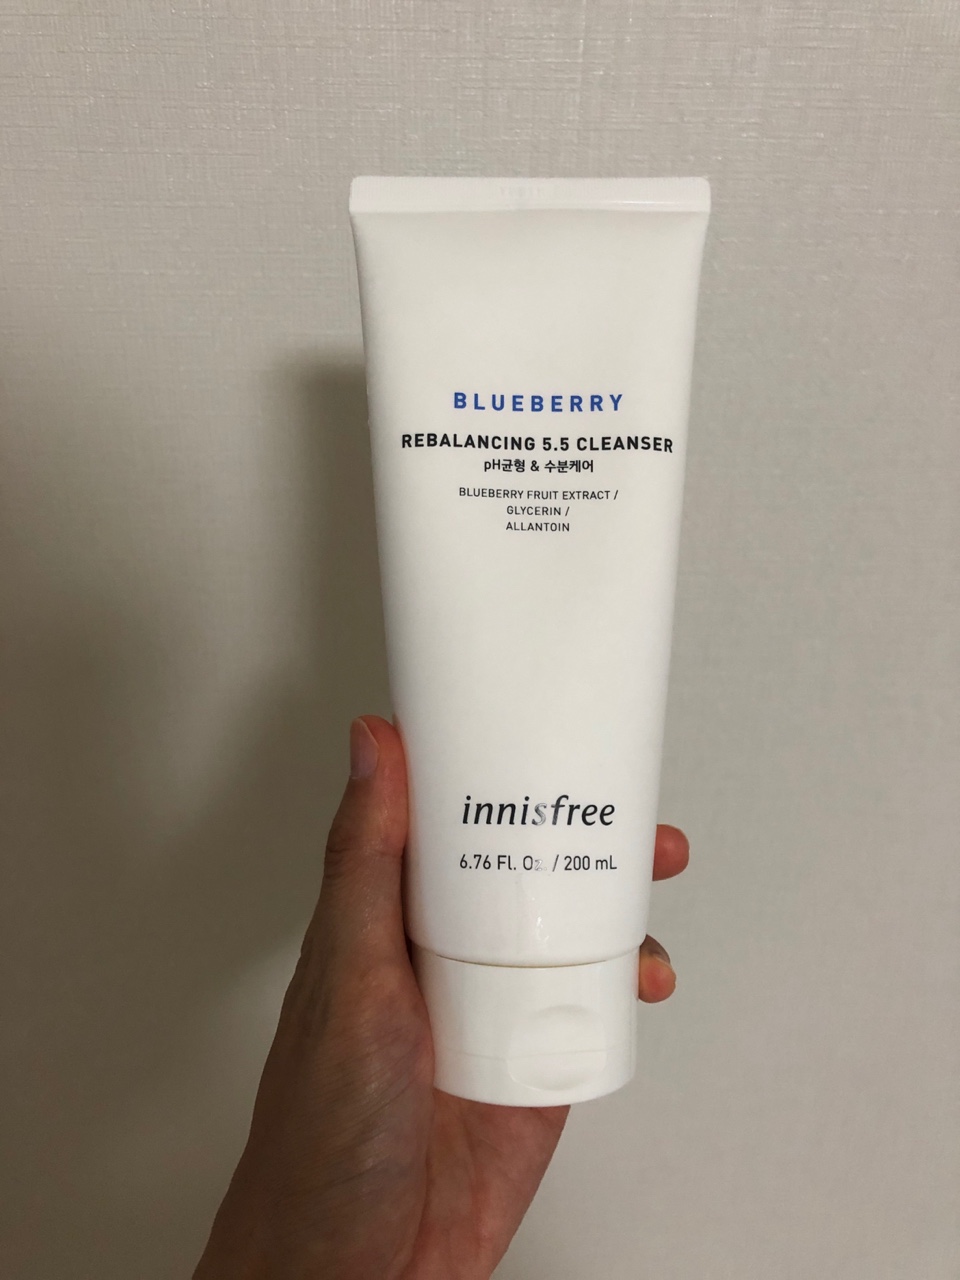 BLUEBERRY
REBALANCING 5.5 CLEANSER
pH균형 & 수분케어
BLUEBERRY FRUIT EXTRACT /
GLYCERIN /
ALLANTOIN
innisfree
6.76 Fl. Oz. / 200 mL